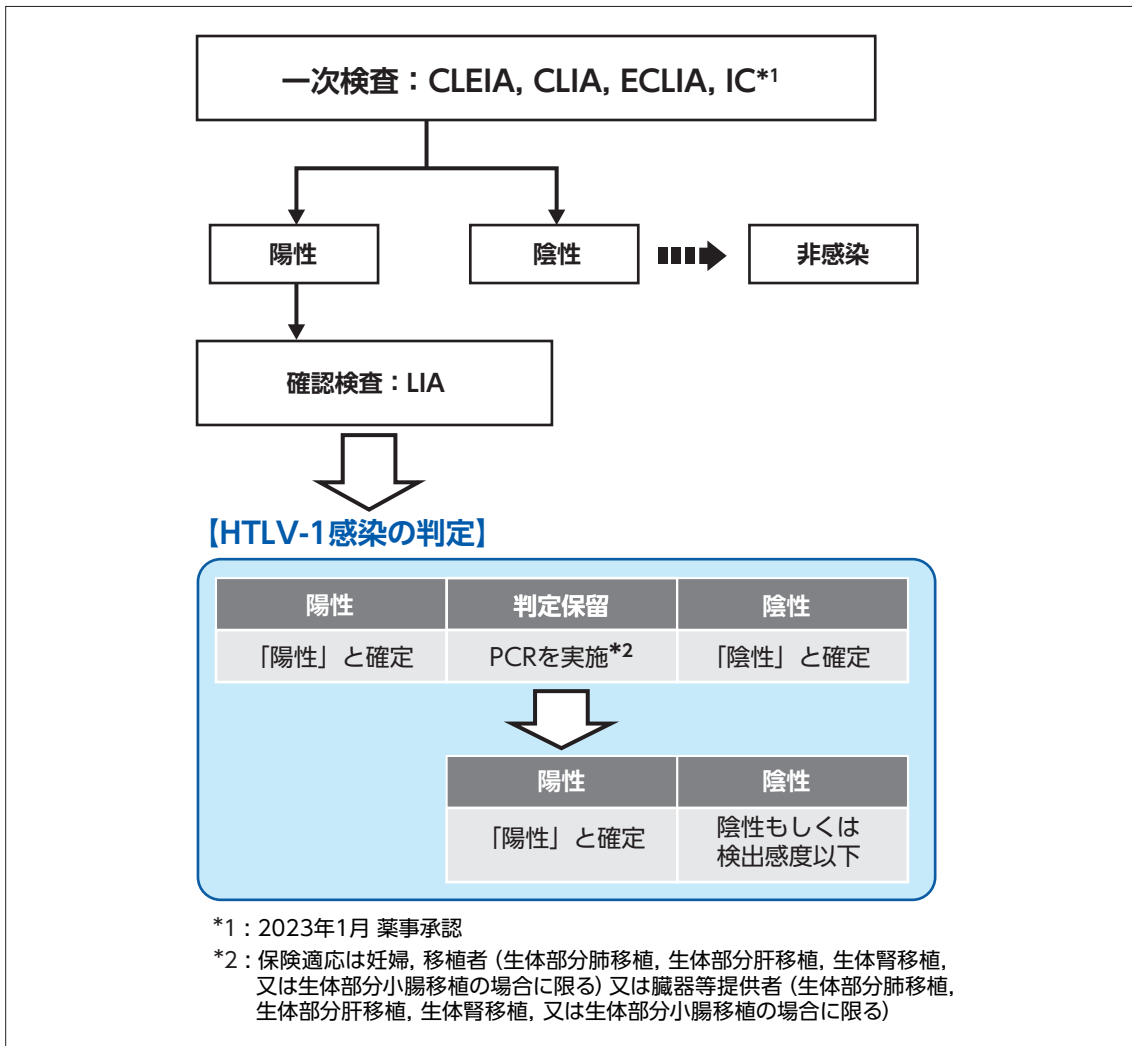 一次検査：CLEIA, CLIA, ECLIA, IC*1
陽性
陰性
非感染
確認検査：LIA
【HTLV-1感染の判定】
陽性 判定保留 陰性
「陽性」と確定 PCRを実施*2 「陰性」と確定
陽性 陰性
「陽性」と確定 陰性もしくは
検出感度以下
*1：2023年1月 薬事承認
*2：保険適応は妊婦, 移植者（生体部分肺移植, 生体部分肝移植, 生体腎移植,
又は生体部分小腸移植の場合に限る）又は臓器等提供者（生体部分肺移植,
生体部分肝移植, 生体腎移植, 又は生体部分小腸移植の場合に限る）